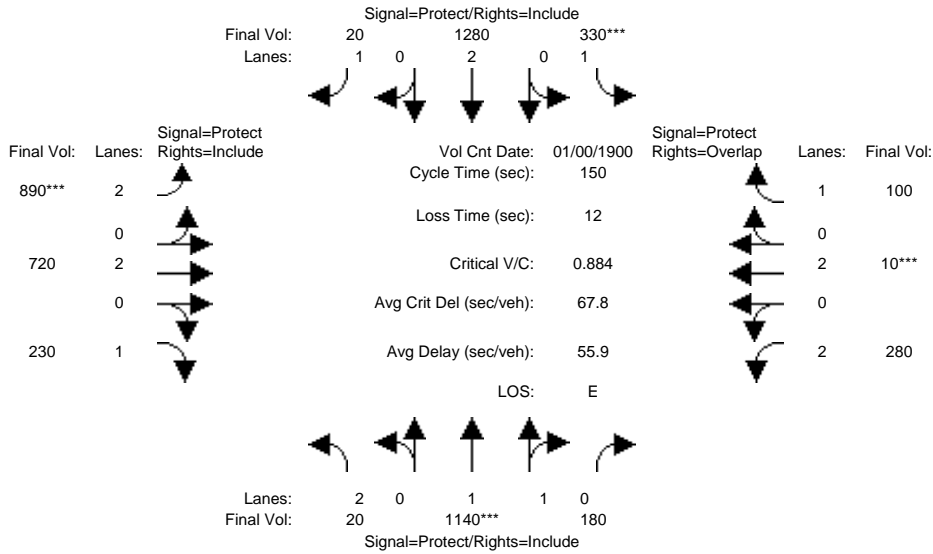 Signal=Protect/Rights=Include
Final Vol: 20 1280 330***
Lanes: 1 0 2 0 1
Signal=Protect Signal=Protect
Final Vol: Lanes: Rights=Include Vol Cnt Date: 01/00/1900 Rights=Overlap Lanes: Final Vol:
Cycle Time (sec): 150
890*** 2 1 100
Loss Time (sec): 12
0 0
720 2 Critical V/C: 0.884 2 10***
0 Avg Crit Del (sec/veh): 67.8 0
230 1 Avg Delay (sec/veh): 55.9 2 280
LOS: E
Lanes: 2 0 1 1 0
Final Vol: 20 1140*** 180
Signal=Protect/Rights=Include